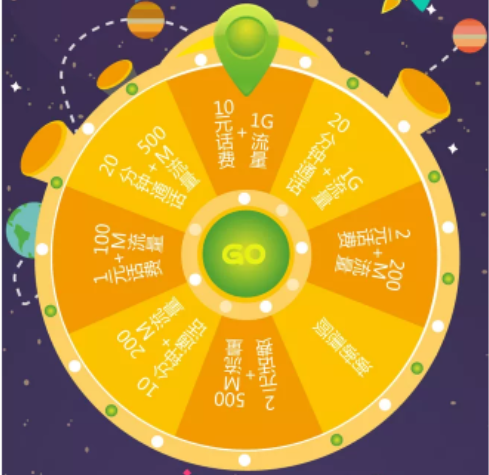 10元话费
+
1G流量
20分钟通话
+
1G流量
2元话费
+
200M流量
谢谢惠顾
2元话费
+
500M流量
10分钟通话
+
200M流量
1元话费
+
100M流量
20分钟通话
+
500M流量
GO